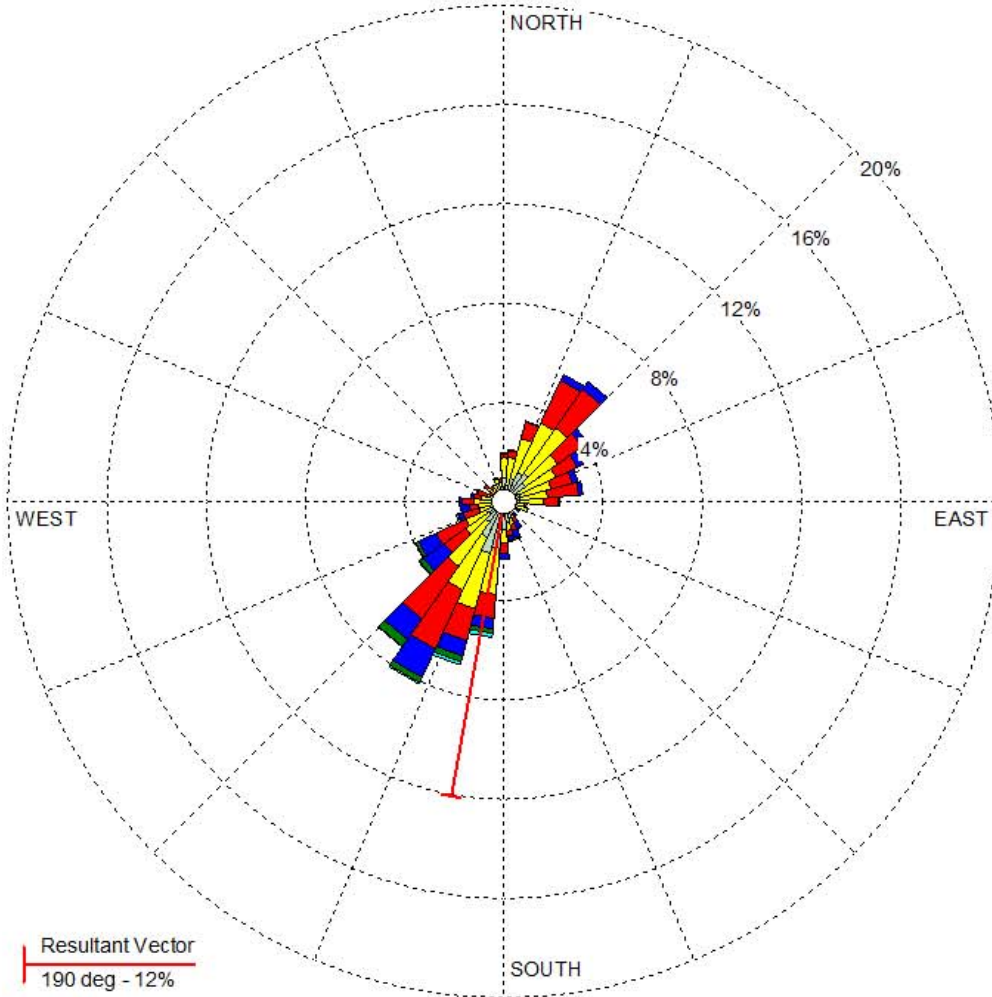 NORTH
20%
16%
12%
8%
4%
WEST
EAST
Resultant Vector
190 deg - 12%
SOUTH